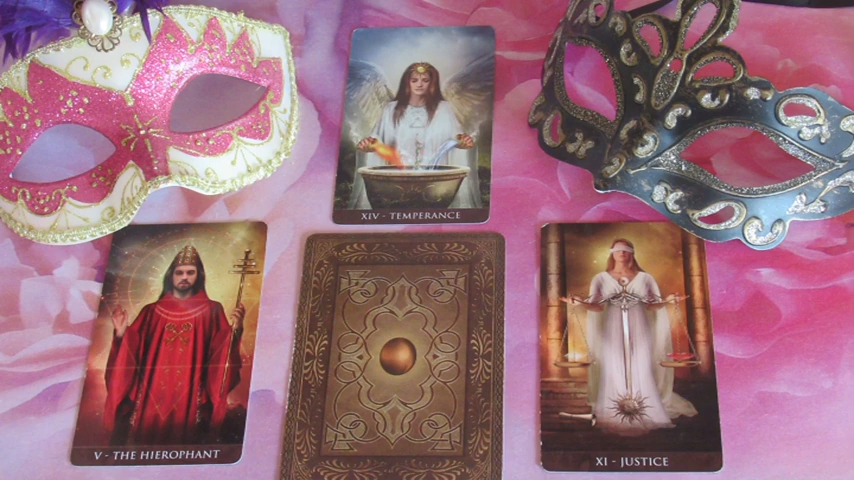 XIV - TEMPERANCE
V - THE HIEROPHANT
XI - JUSTICE